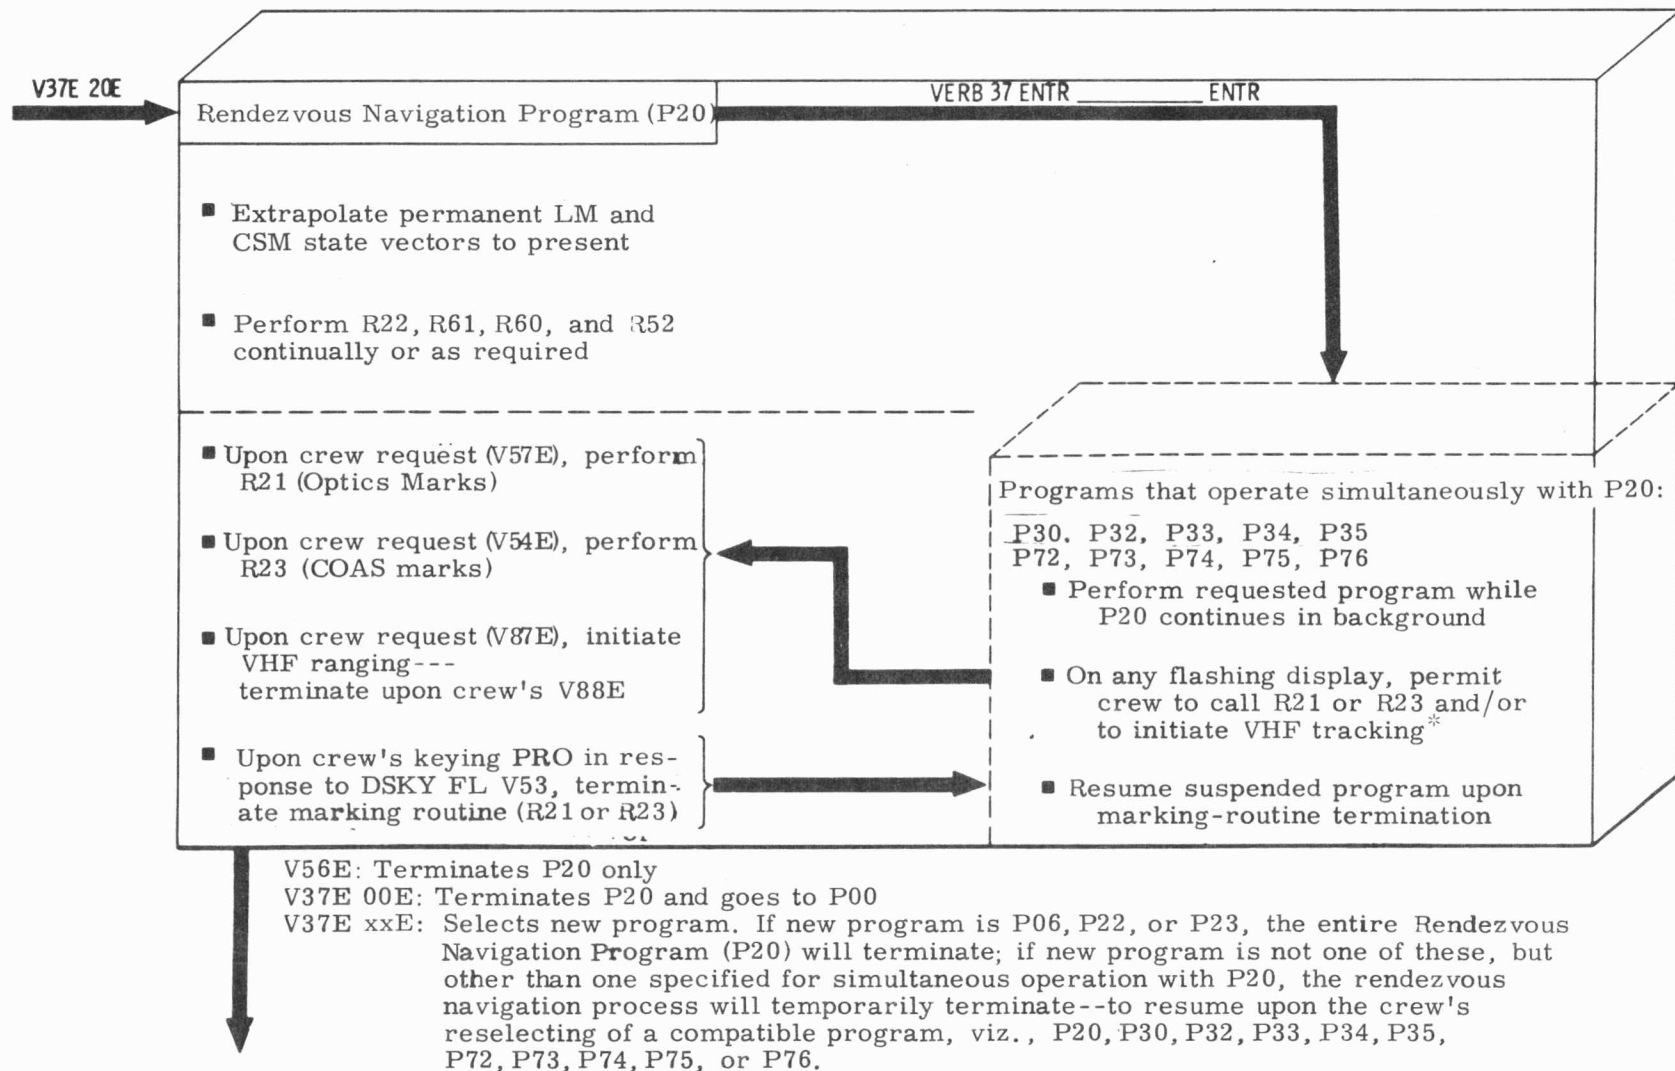 V37E 20E
Rendezvous Navigation Program (P20)
VERB 37 ENTR ________ ENTR
■ Extrapolate permanent LM and
CSM state vectors to present
■ Perform R22, R61, R60, and R52
continually or as required
■ Upon crew request (V57E), perform
R21 (Optics Marks)
■ Upon crew request (V54E), perform
R23 (COAS marks)
■ Upon crew request (V87E), initiate
VHF ranging---
terminate upon crew's V88E
■ Upon crew's keying PRO in res-
ponse to DSKY FL V53, termin-
ate marking routine (R21 or R23)
Programs that operate simultaneously with P20:
P30. P32, P33, P34, P35
P72, P73, P74, P75, P76
■ Perform requested program while
P20 continues in background
■ On any flashing display, permit
crew to call R21 or R23 and/or
to initiate VHF tracking*
■ Resume suspended program upon
marking-routine termination
V56E: Terminates P20 only
V37E 00E: Terminates P20 and goes to P00
V37E xxE: Selects new program. If new program is P06, P22, or P23, the entire Rendezvous
Navigation Program (P20) will terminate; if new program is not one of these, but
other than one specified for simultaneous operation with P20, the rendezvous
navigation process will temporarily terminate--to resume upon the crew's
reselecting of a compatible program, viz., P20, P30, P32, P33, P34, P35,
P72, P73, P74, P75, or P76.